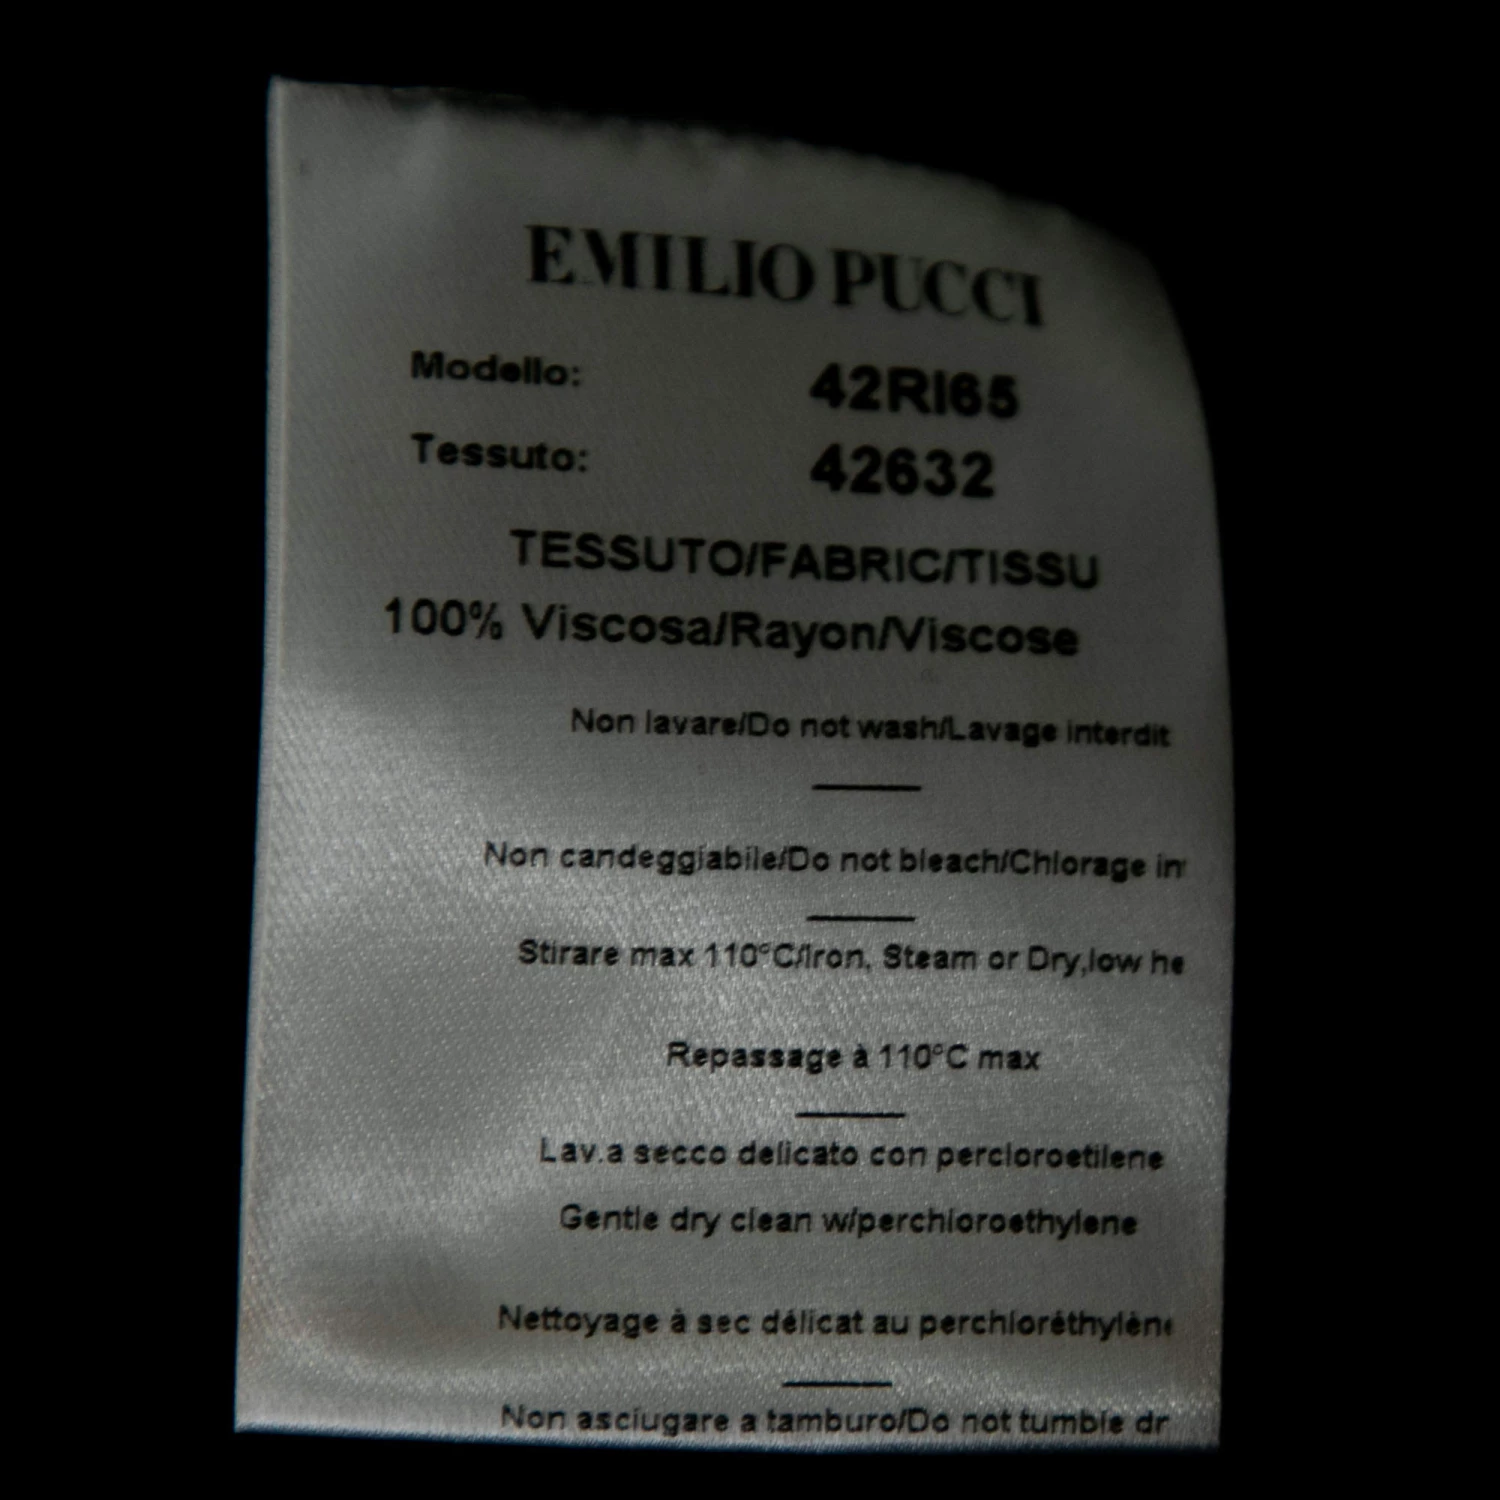 EMILIO PUCCI
Modello: 42RI65
Tessuto: 42632
TESSUTO/FABRIC/TISSU
100% Viscosa/Rayon/Viscose
Non lavare/Do not wash/Lavage interdit
Non candeggiabile/Do not bleach/Chlorage in
Stirare max 110°C/Iron, Steam or Dry,low he
Repassage à 110°C max
Lav.a secco delicato con percloroetilene
Gentle dry clean w/perchloroethylene
Nettoyage à sec délicat au perchloréthylène
Non asciugare a tamburo/Do not tumble dr